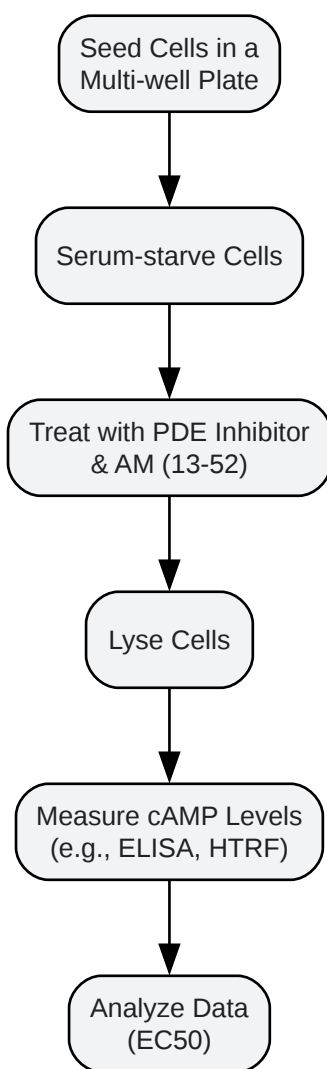 Seed Cells in a
Multi-well Plate
Serum-starve Cells
Treat with PDE Inhibitor
& AM (13-52)
Lyse Cells
Measure cAMP Levels
(e.g., ELISA, HTRF)
Analyze Data
(EC50)